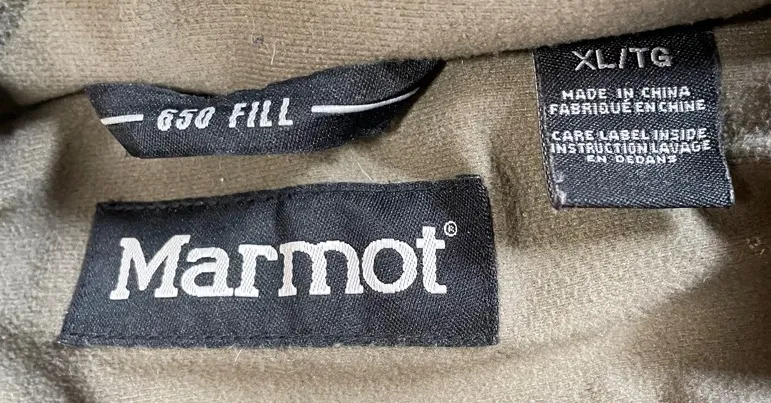 650 FILL
Marmot®
XL/TG
MADE IN CHINA
FABRIQUÉ EN CHINE
CARE LABEL INSIDE
INSTRUCTION LAVAGE
EN DEDANS